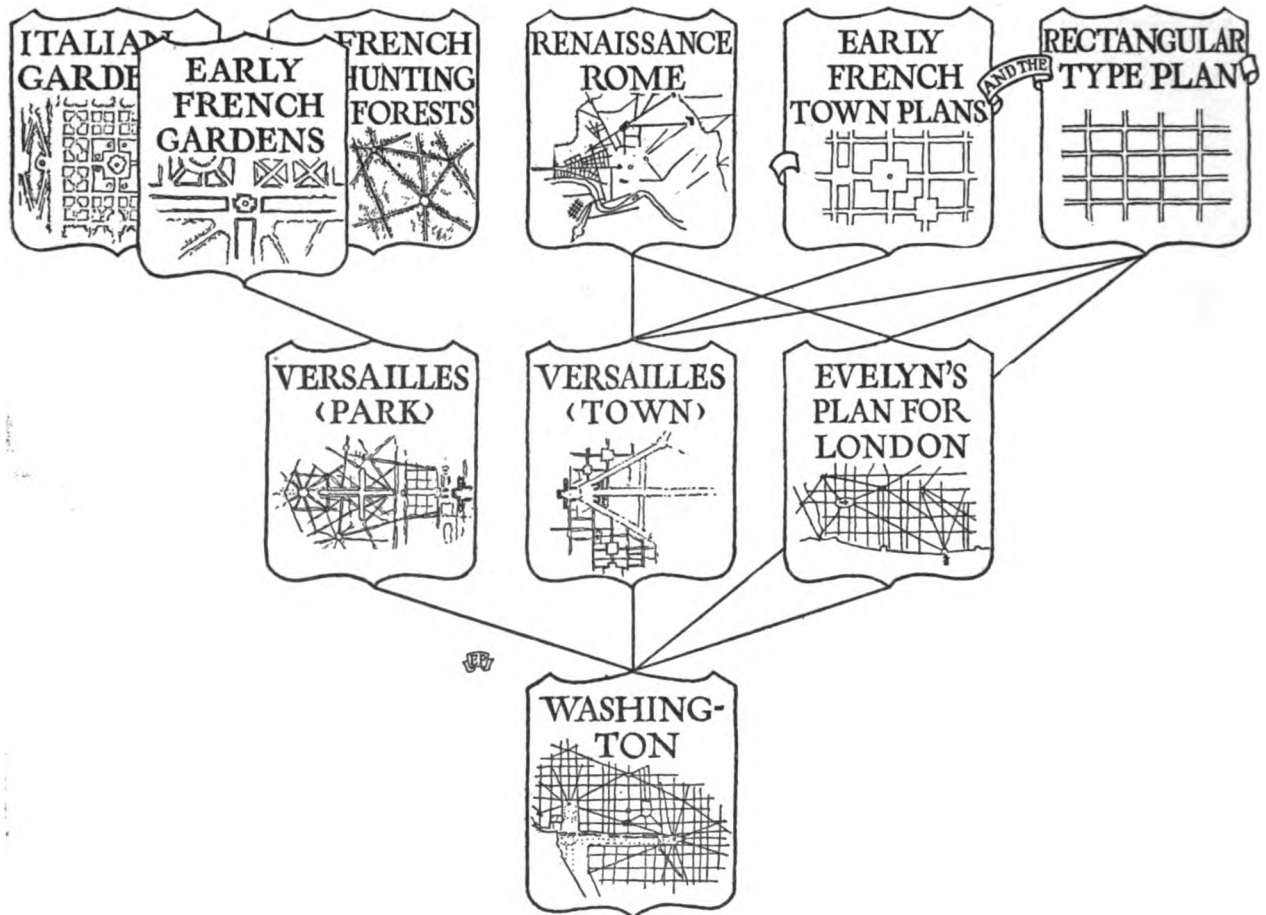 ITALIAN
GARDE
EARLY
FRENCH
GARDENS
FRENCH
HUNTING
FORESTS
RENAISSANCE
ROME
EARLY
FRENCH
TOWN PLANS
AND THE
RECTANGULAR
TYPE PLAN
VERSAILLES
(PARK)
VERSAILLES
(TOWN)
EVELYN'S
PLAN FOR
LONDON
EP
WASHING-
TON